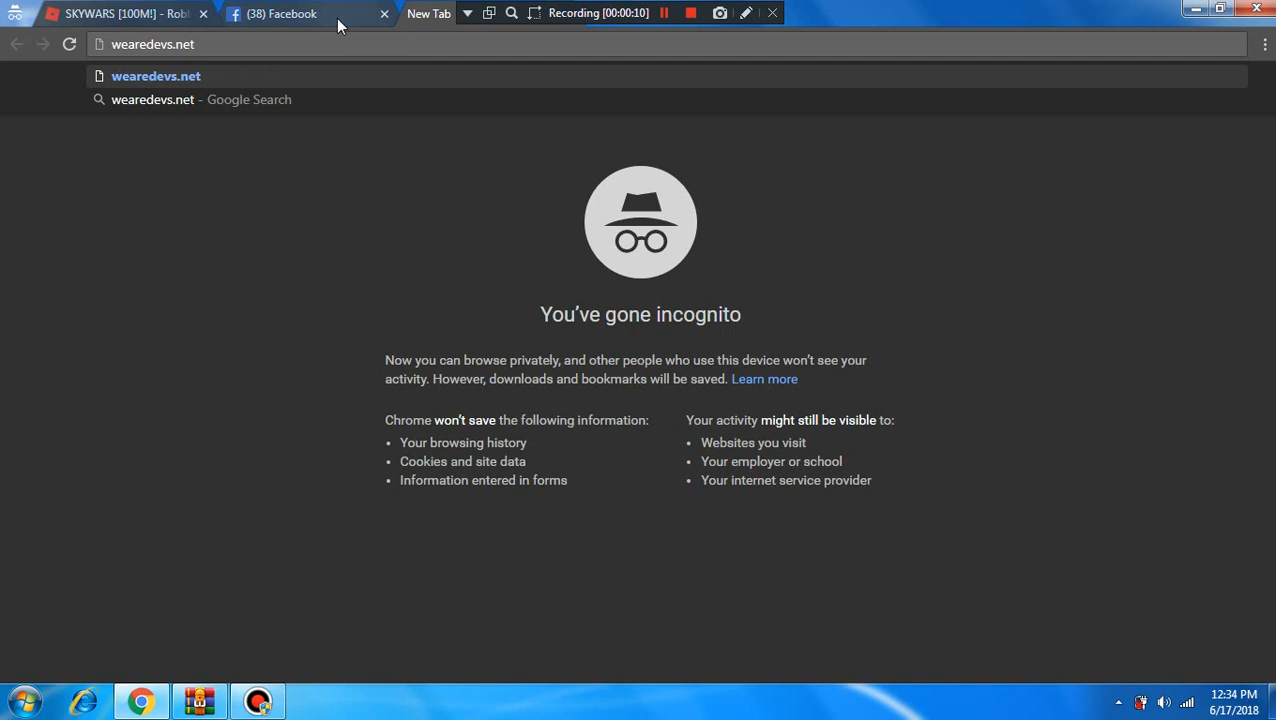 SKYWARS [100M!] - Robl
(38) Facebook
New Tab
Recording [00:00:10]
wearedevs.net
wearedevs.net
wearedevs.net - Google Search
You've gone incognito
Now you can browse privately, and other people who use this device won't see your
activity. However, downloads and bookmarks will be saved. Learn more
Chrome won't save the following information:
• Your browsing history
• Cookies and site data
• Information entered in forms
Your activity might still be visible to:
• Websites you visit
• Your employer or school
• Your internet service provider
12:34 PM
6/17/2018